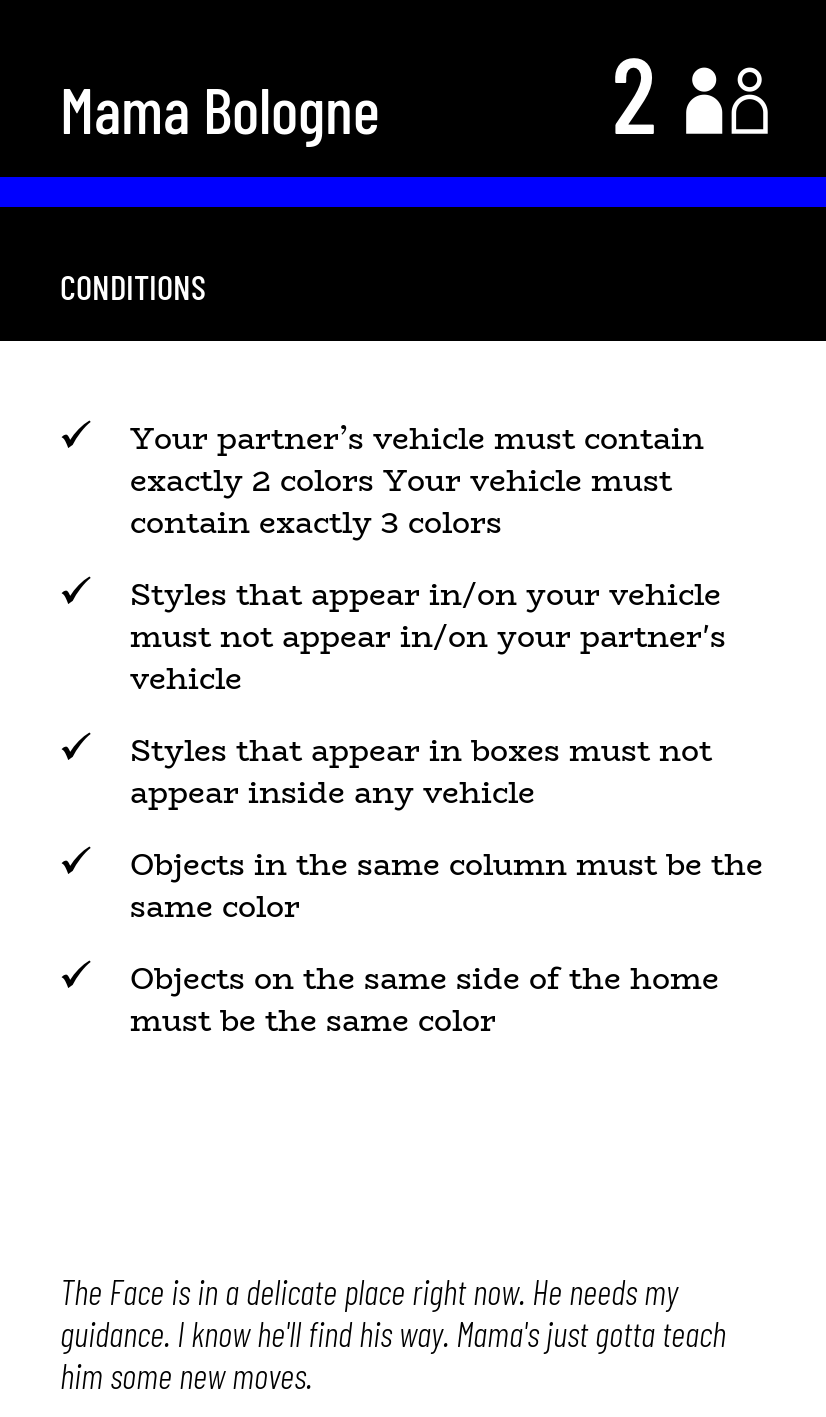 Mama Bologne
2
CONDITIONS
✓ Your partner’s vehicle must contain
exactly 2 colors Your vehicle must
contain exactly 3 colors
✓ Styles that appear in/on your vehicle
must not appear in/on your partner's
vehicle
✓ Styles that appear in boxes must not
appear inside any vehicle
✓ Objects in the same column must be the
same color
✓ Objects on the same side of the home
must be the same color
The Face is in a delicate place right now. He needs my
guidance. I know he'll find his way. Mama's just gotta teach
him some new moves.